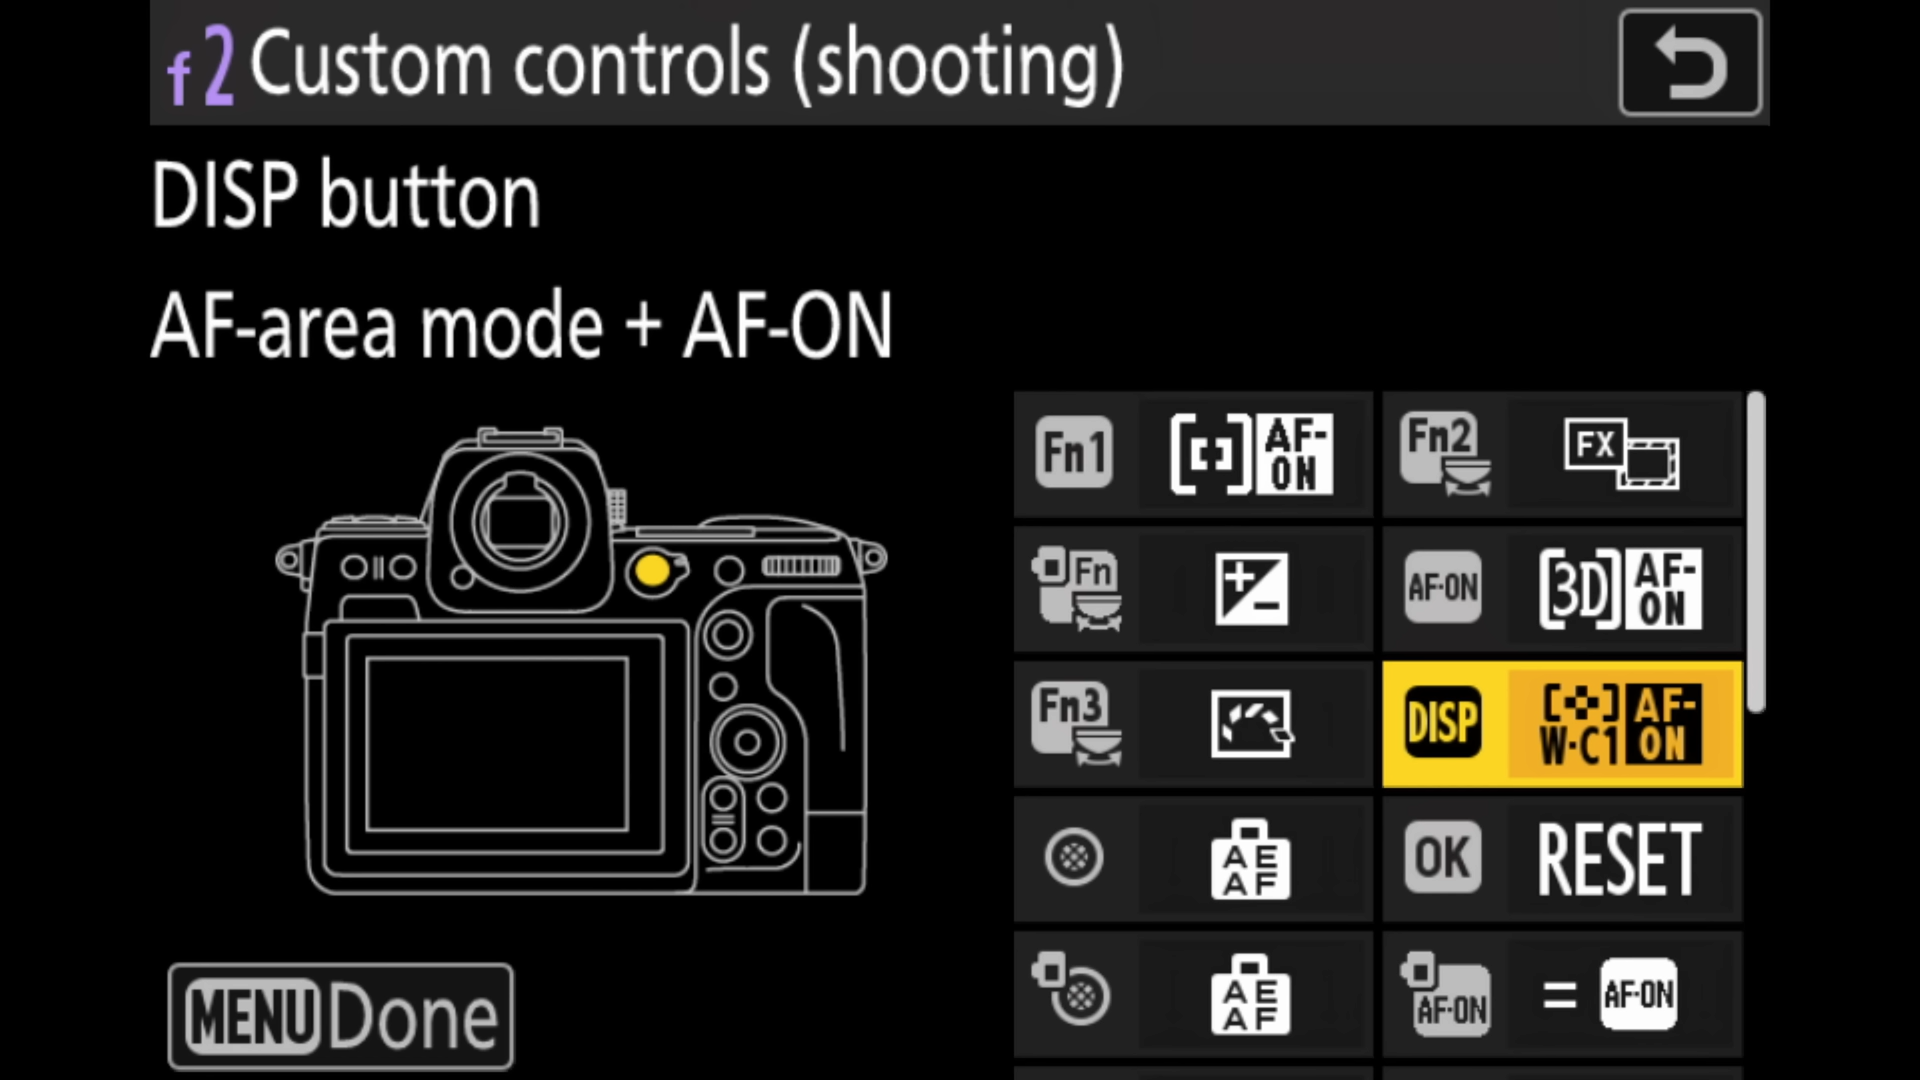 f2 Custom controls (shooting)
DISP button
AF-area mode + AF-ON
Fn1 AF-ON Fn2 FX
Fn AF-ON 3D AF-ON
Fn3 DISP W-C1 AF-ON
AE AF OK RESET
AE AF AF-ON = AF-ON
MENU Done